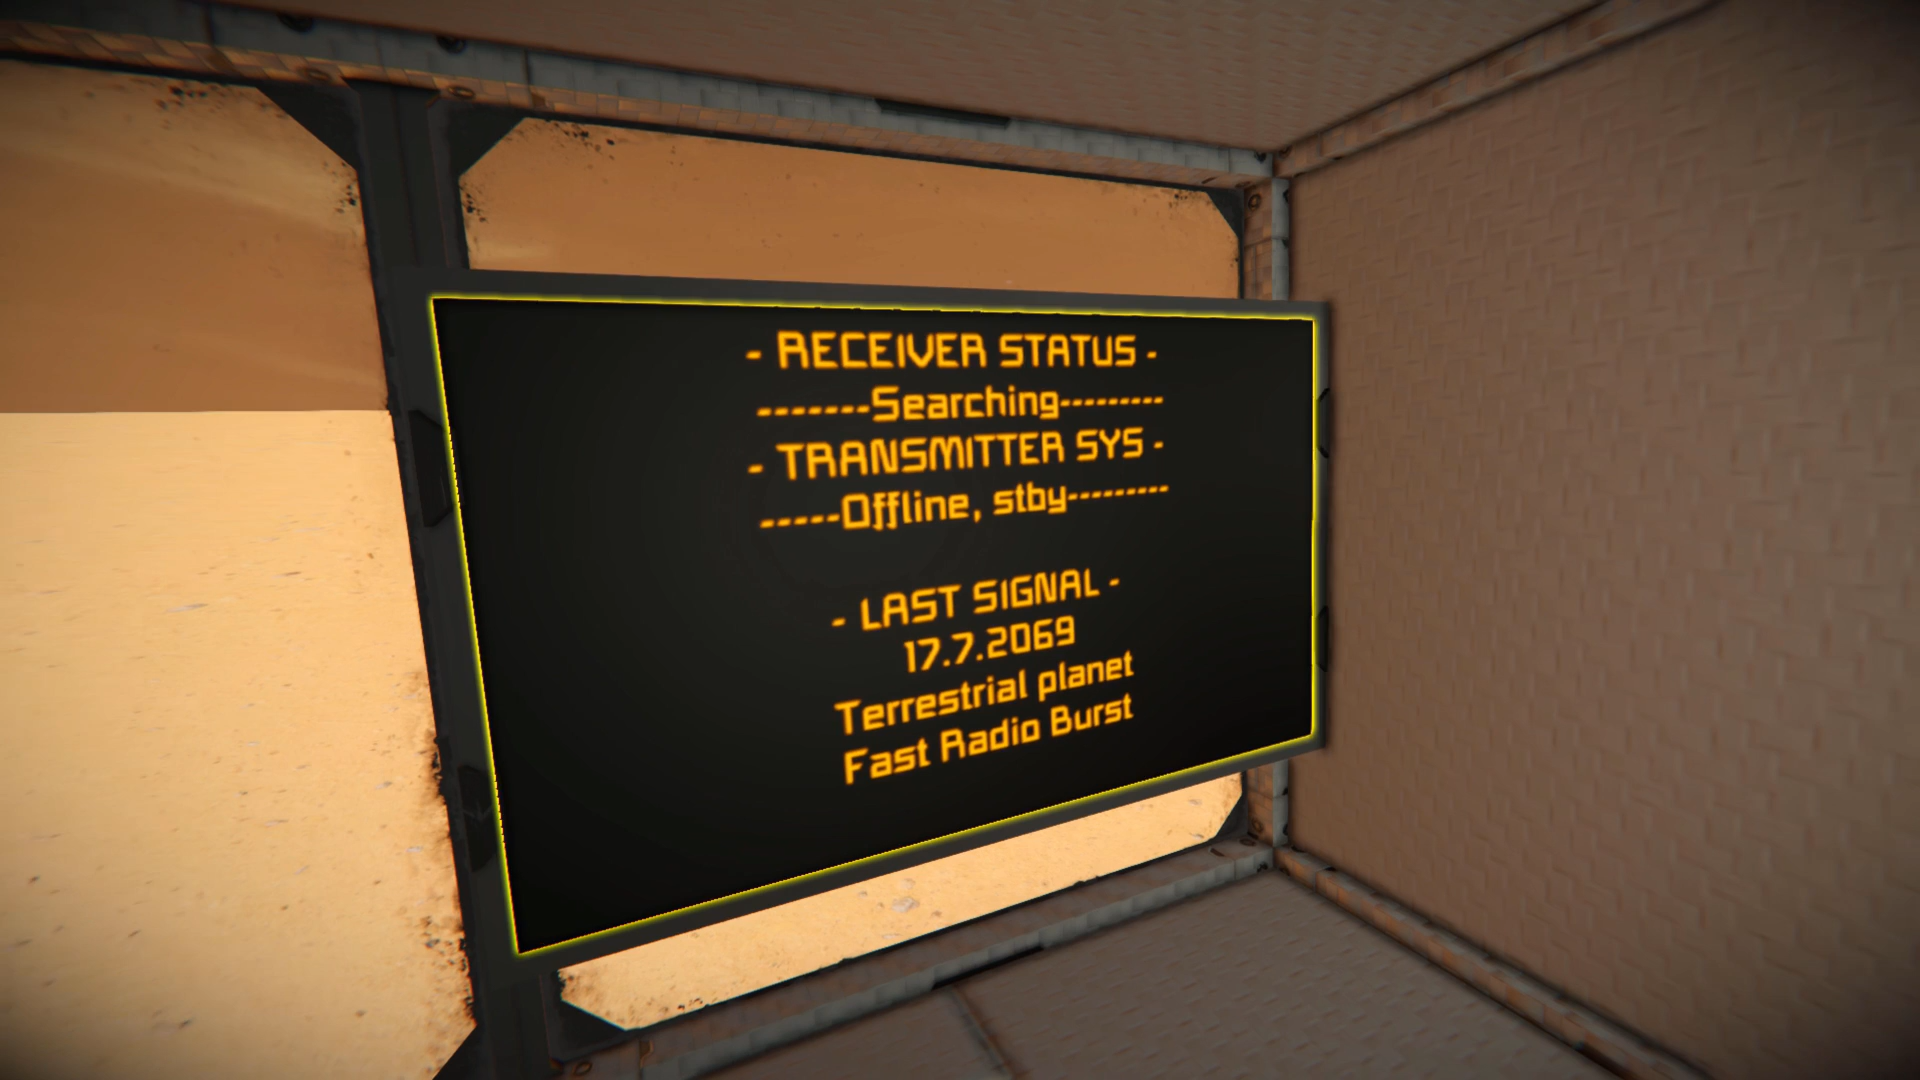 - RECEIVER STATUS -
-------Searching---------
- TRANSMITTER SYS -
-----Offline, stby---------
- LAST SIGNAL -
17.7.2069
Terrestrial planet
Fast Radio Burst